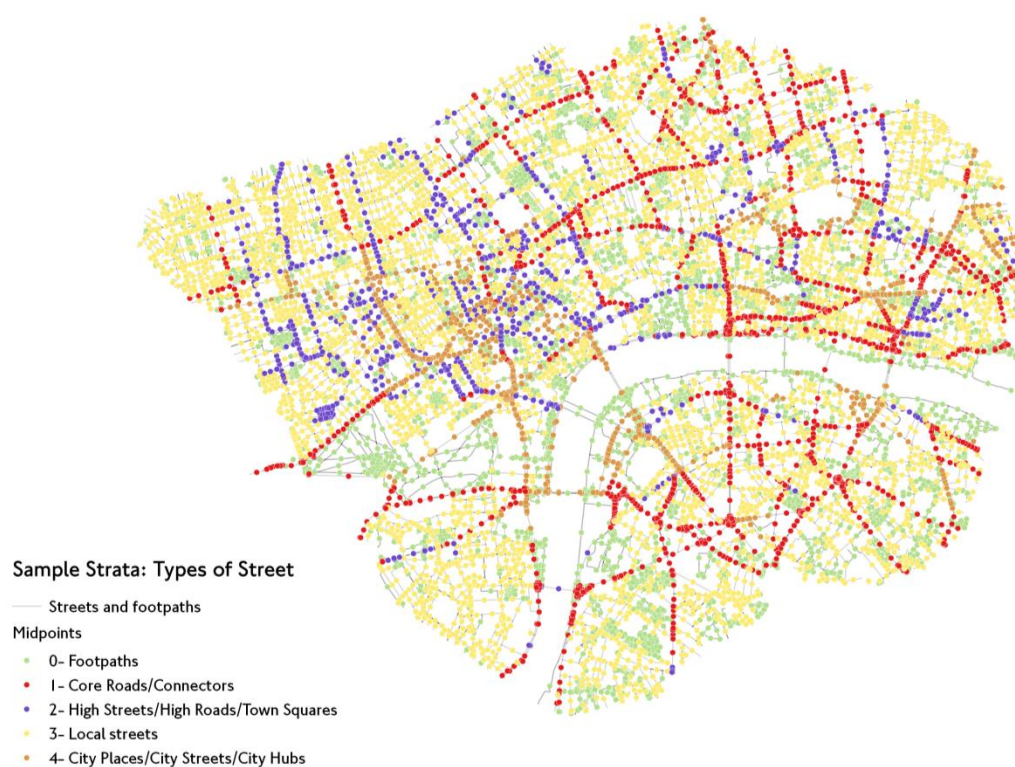 Sample Strata: Types of Street
Streets and footpaths
Midpoints
0- Footpaths
1- Core Roads/Connectors
2- High Streets/High Roads/Town Squares
3- Local streets
4- City Places/City Streets/City Hubs